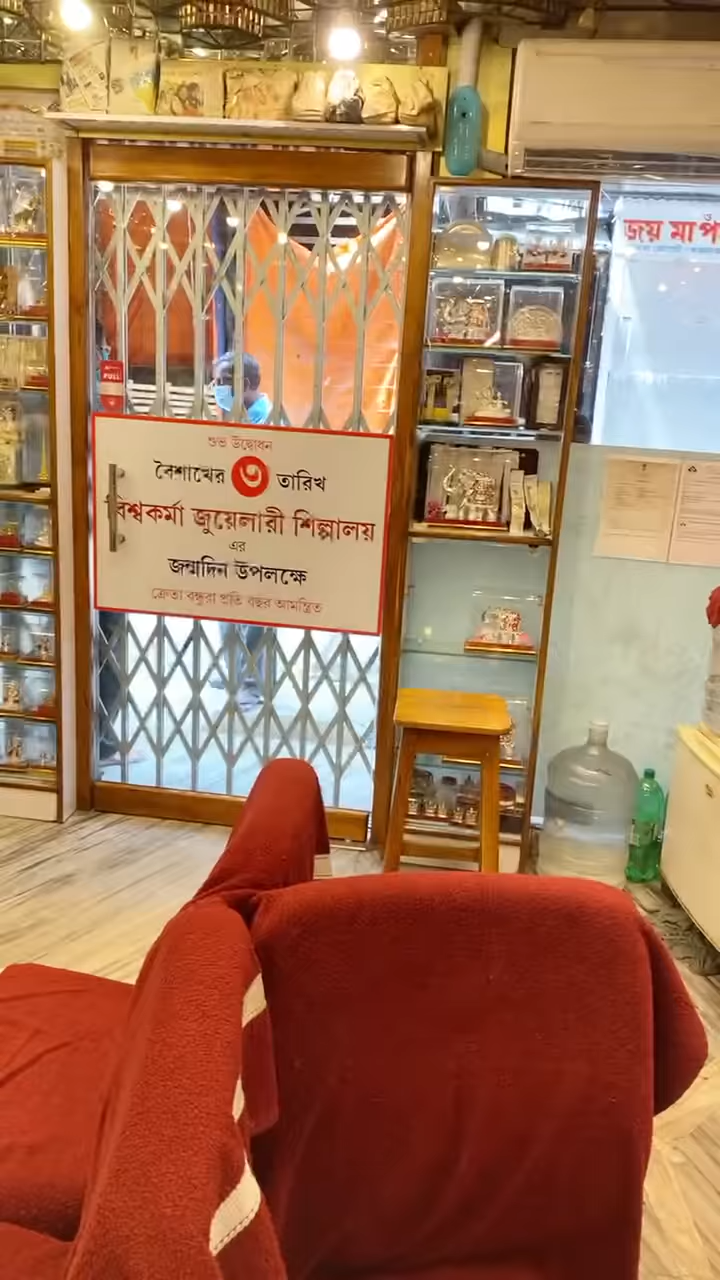 জয় মা প
PULL
শুভ উদ্বোধন
বৈশাখের ৩ তারিখ
বিশ্বকর্মা জুয়েলারী শিল্পালয়
এর
জন্মদিন উপলক্ষে
ক্রেতা বন্ধুরা প্রতি বছর আমন্ত্রিত